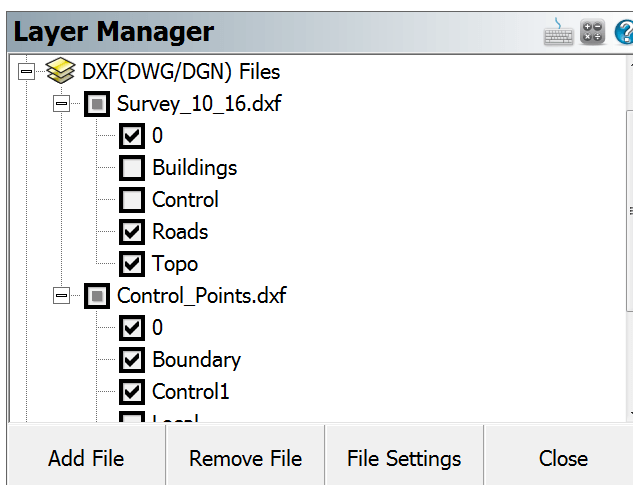 Layer Manager
DXF(DWG/DGN) Files
Survey_10_16.dxf
0
Buildings
Control
Roads
Topo
Control_Points.dxf
0
Boundary
Control1
Add File
Remove File
File Settings
Close